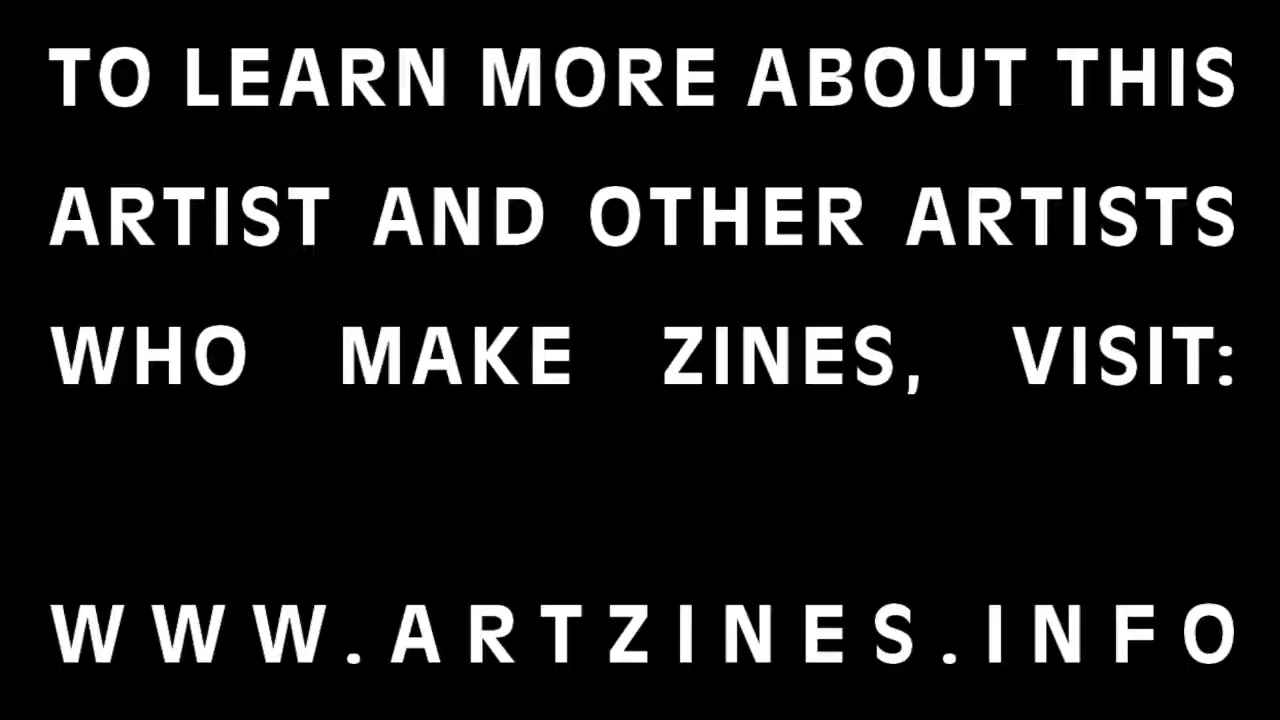 TO LEARN MORE ABOUT THIS
ARTIST AND OTHER ARTISTS
WHO MAKE ZINES, VISIT:
WWW.ARTZINES.INFO